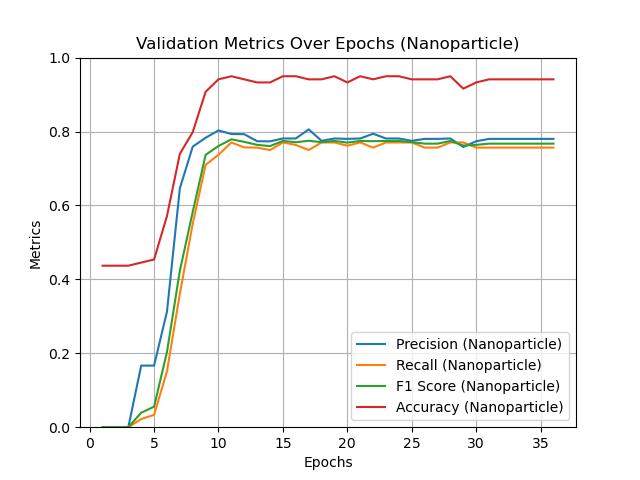 Validation Metrics Over Epochs (Nanoparticle)
1.0
0.8
0.6
0.4
0.2
0.0
Metrics
0 5 10 15 20 25 30 35
Epochs
Precision (Nanoparticle)
Recall (Nanoparticle)
F1 Score (Nanoparticle)
Accuracy (Nanoparticle)